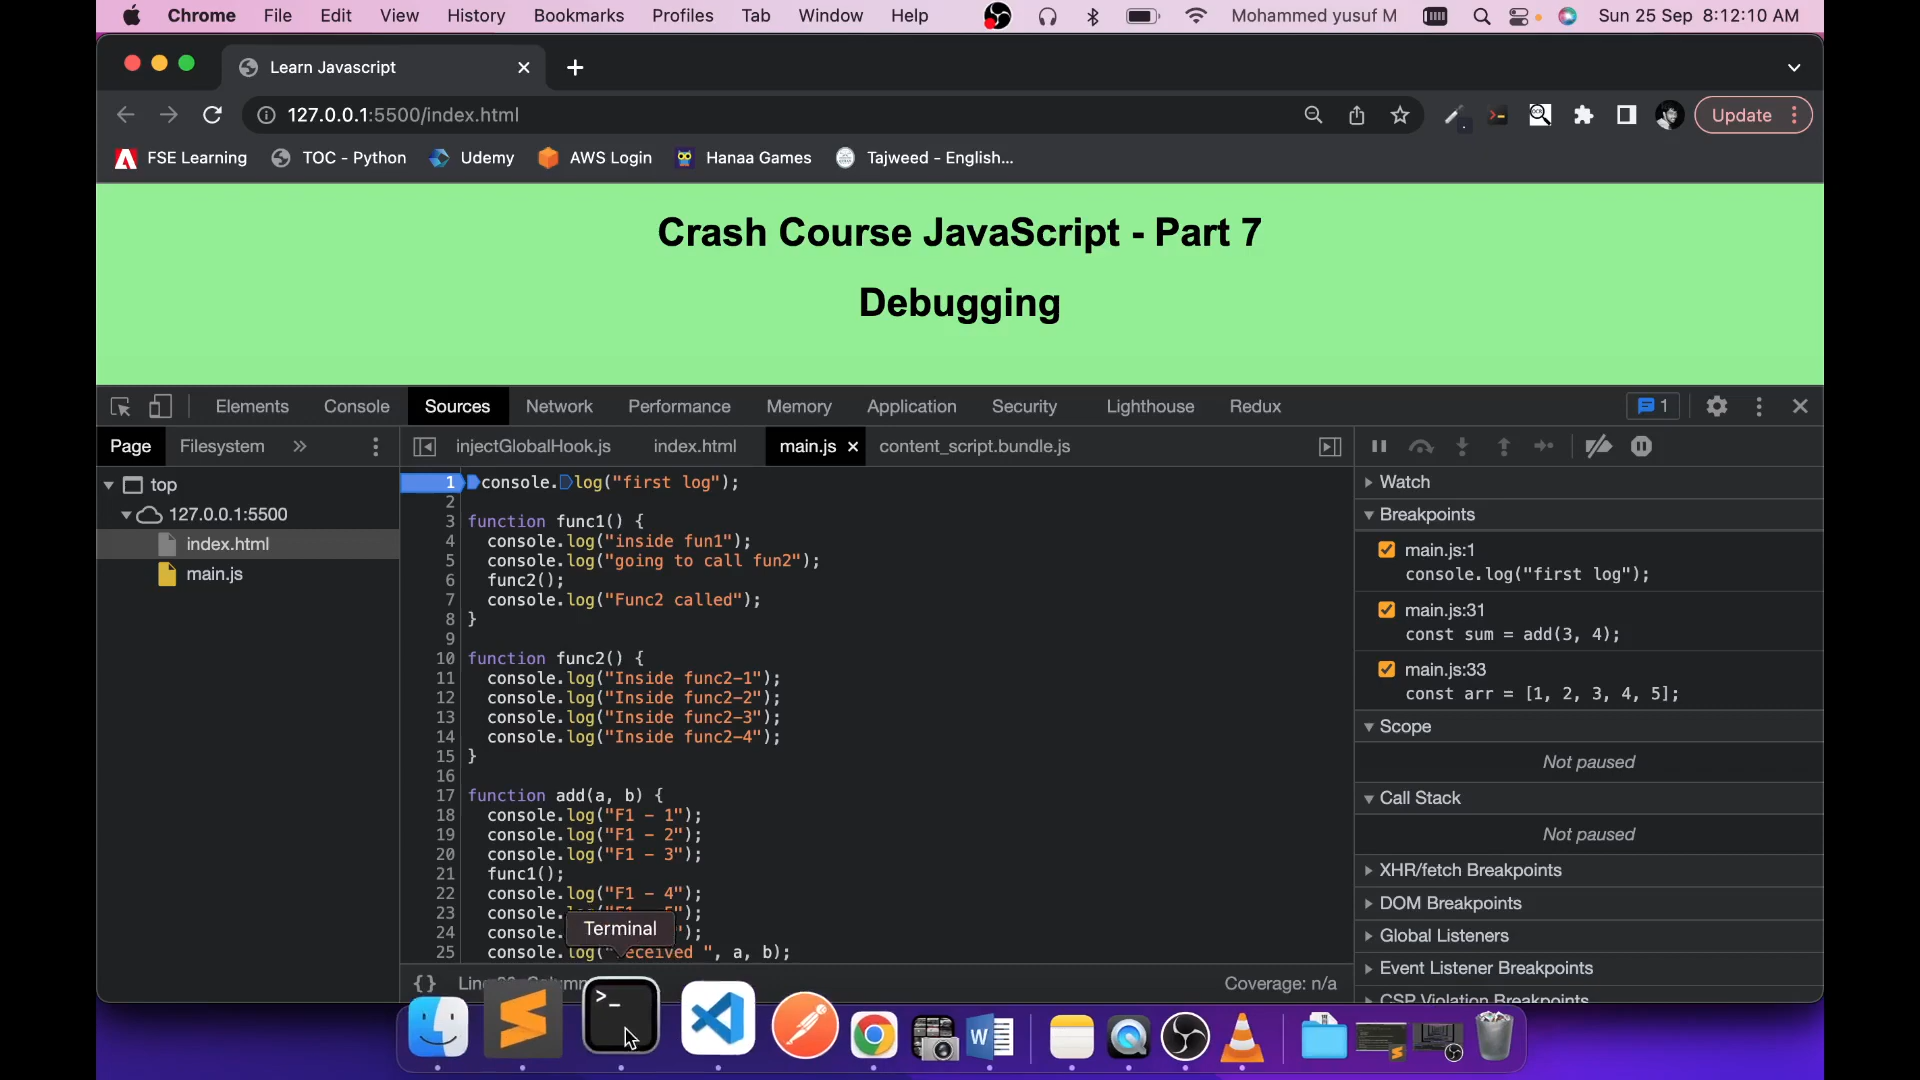 Chrome File Edit View History Bookmarks Profiles Tab Window Help Mohammed yusuf M Sun 25 Sep 8:12:10 AM
Learn Javascript
127.0.0.1:5500/index.html Update
FSE Learning TOC - Python Udemy AWS Login Hanaa Games Tajweed - English...
Crash Course JavaScript - Part 7
Debugging
Elements Console Sources Network Performance Memory Application Security Lighthouse Redux 1
Page Filesystem » injectGlobalHook.js index.html main.js content_script.bundle.js
top
127.0.0.1:5500
index.html
main.js
1 console.log("first log");
2
3 function func1() {
4 console.log("inside fun1");
5 console.log("going to call fun2");
6 func2();
7 console.log("Func2 called");
8 }
9
10 function func2() {
11 console.log("Inside func2-1");
12 console.log("Inside func2-2");
13 console.log("Inside func2-3");
14 console.log("Inside func2-4");
15 }
16
17 function add(a, b) {
18 console.log("F1 - 1");
19 console.log("F1 - 2");
20 console.log("F1 - 3");
21 func1();
22 console.log("F1 - 4");
23 console.
24 console.
25 console.log(" eceived ", a, b);
Terminal
{} Coverage: n/a
Watch
Breakpoints
main.js:1
console.log("first log");
main.js:31
const sum = add(3, 4);
main.js:33
const arr = [1, 2, 3, 4, 5];
Scope
Not paused
Call Stack
Not paused
XHR/fetch Breakpoints
DOM Breakpoints
Global Listeners
Event Listener Breakpoints
CSP Violation Breakpoints